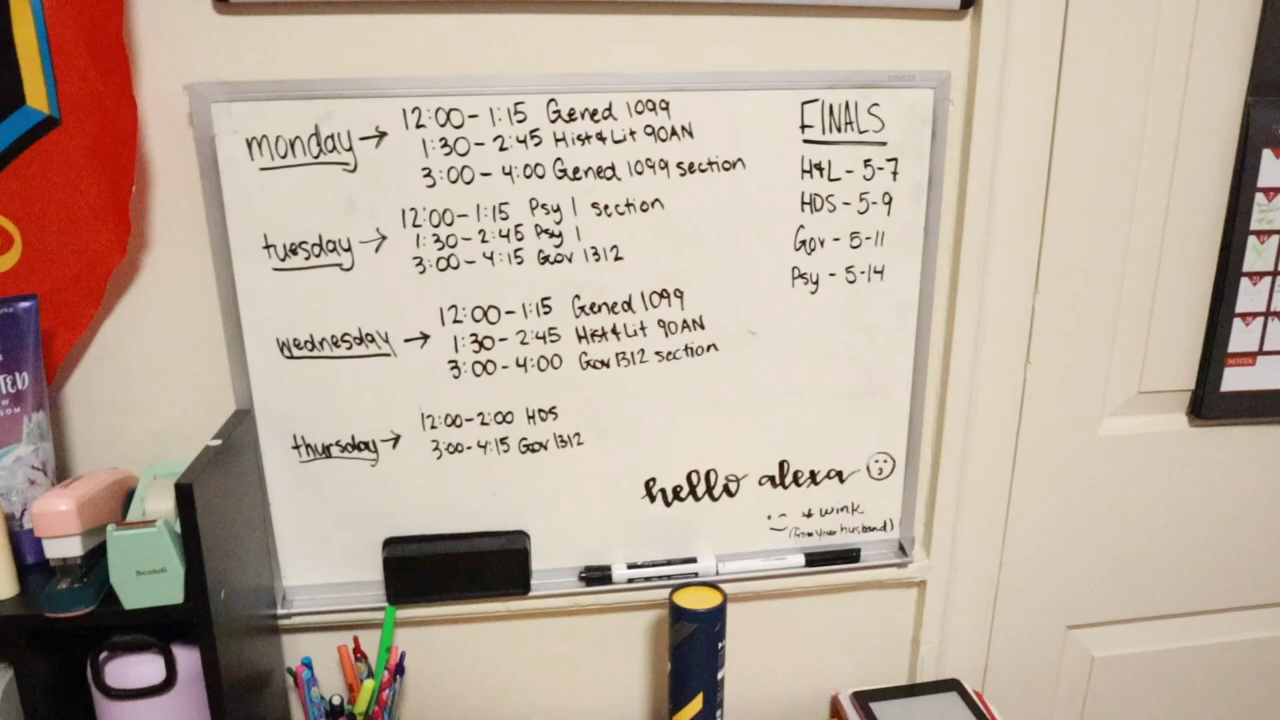 monday → 12:00 - 1:15 Gened 1099
1:30 - 2:45 Hist&Lit 90AN
3:00 - 4:00 Gened 1099 section
tuesday → 12:00 - 1:15 Psy 1 section
1:30 - 2:45 Psy 1
3:00 - 4:15 Gov 1312
wednesday → 12:00 - 1:15 Gened 1099
1:30 - 2:45 Hist&Lit 90AN
3:00 - 4:00 Gov 1312 section
thursday → 12:00 - 2:00 HDS
3:00 - 4:15 Gov 1312
FINALS
H&L - 5-7
HDS - 5-9
Gov - 5-11
Psy - 5-14
hello alexa
*wink
(from your husband)
Scotch
NOTES: